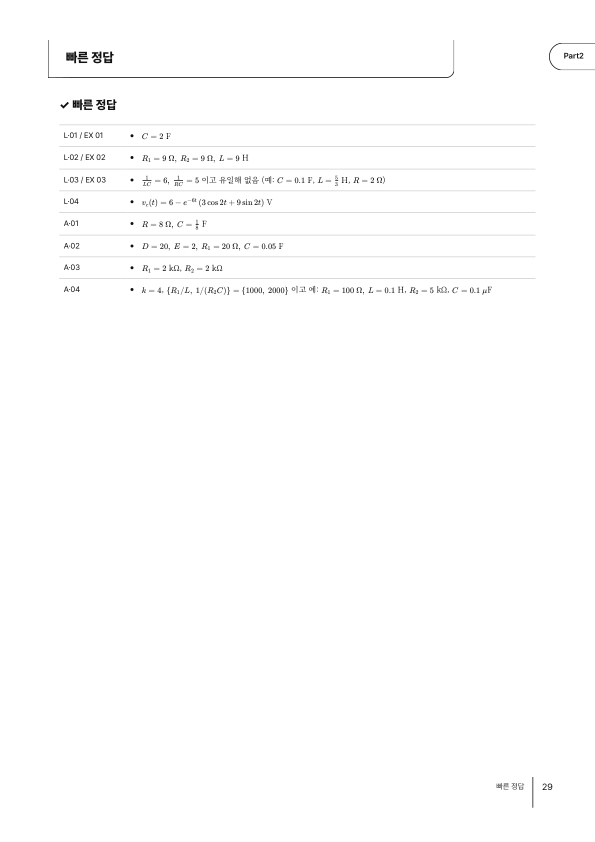 빠른 정답
Part2
✓ 빠른 정답
L-01 / EX 01 • C = 2 F
L-02 / EX 02 • R₁ = 9 Ω, R₂ = 9 Ω, L = 9 H
L-03 / EX 03 • 1/LC = 6, 1/RC = 5 이고 유일해 없음 (예: C = 0.1 F, L = 5/3 H, R = 2 Ω)
L-04 • v_c(t) = 6 − e^{−6t} (3 cos 2t + 9 sin 2t) V
A-01 • R = 8 Ω, C = 1/8 F
A-02 • D = 20, E = 2, R₁ = 20 Ω, C = 0.05 F
A-03 • R₁ = 2 kΩ, R₂ = 2 kΩ
A-04 • k = 4, {R₁/L, 1/(R₂C)} = {1000, 2000} 이고 예: R₁ = 100 Ω, L = 0.1 H, R₂ = 5 kΩ, C = 0.1 μF
빠른 정답 29